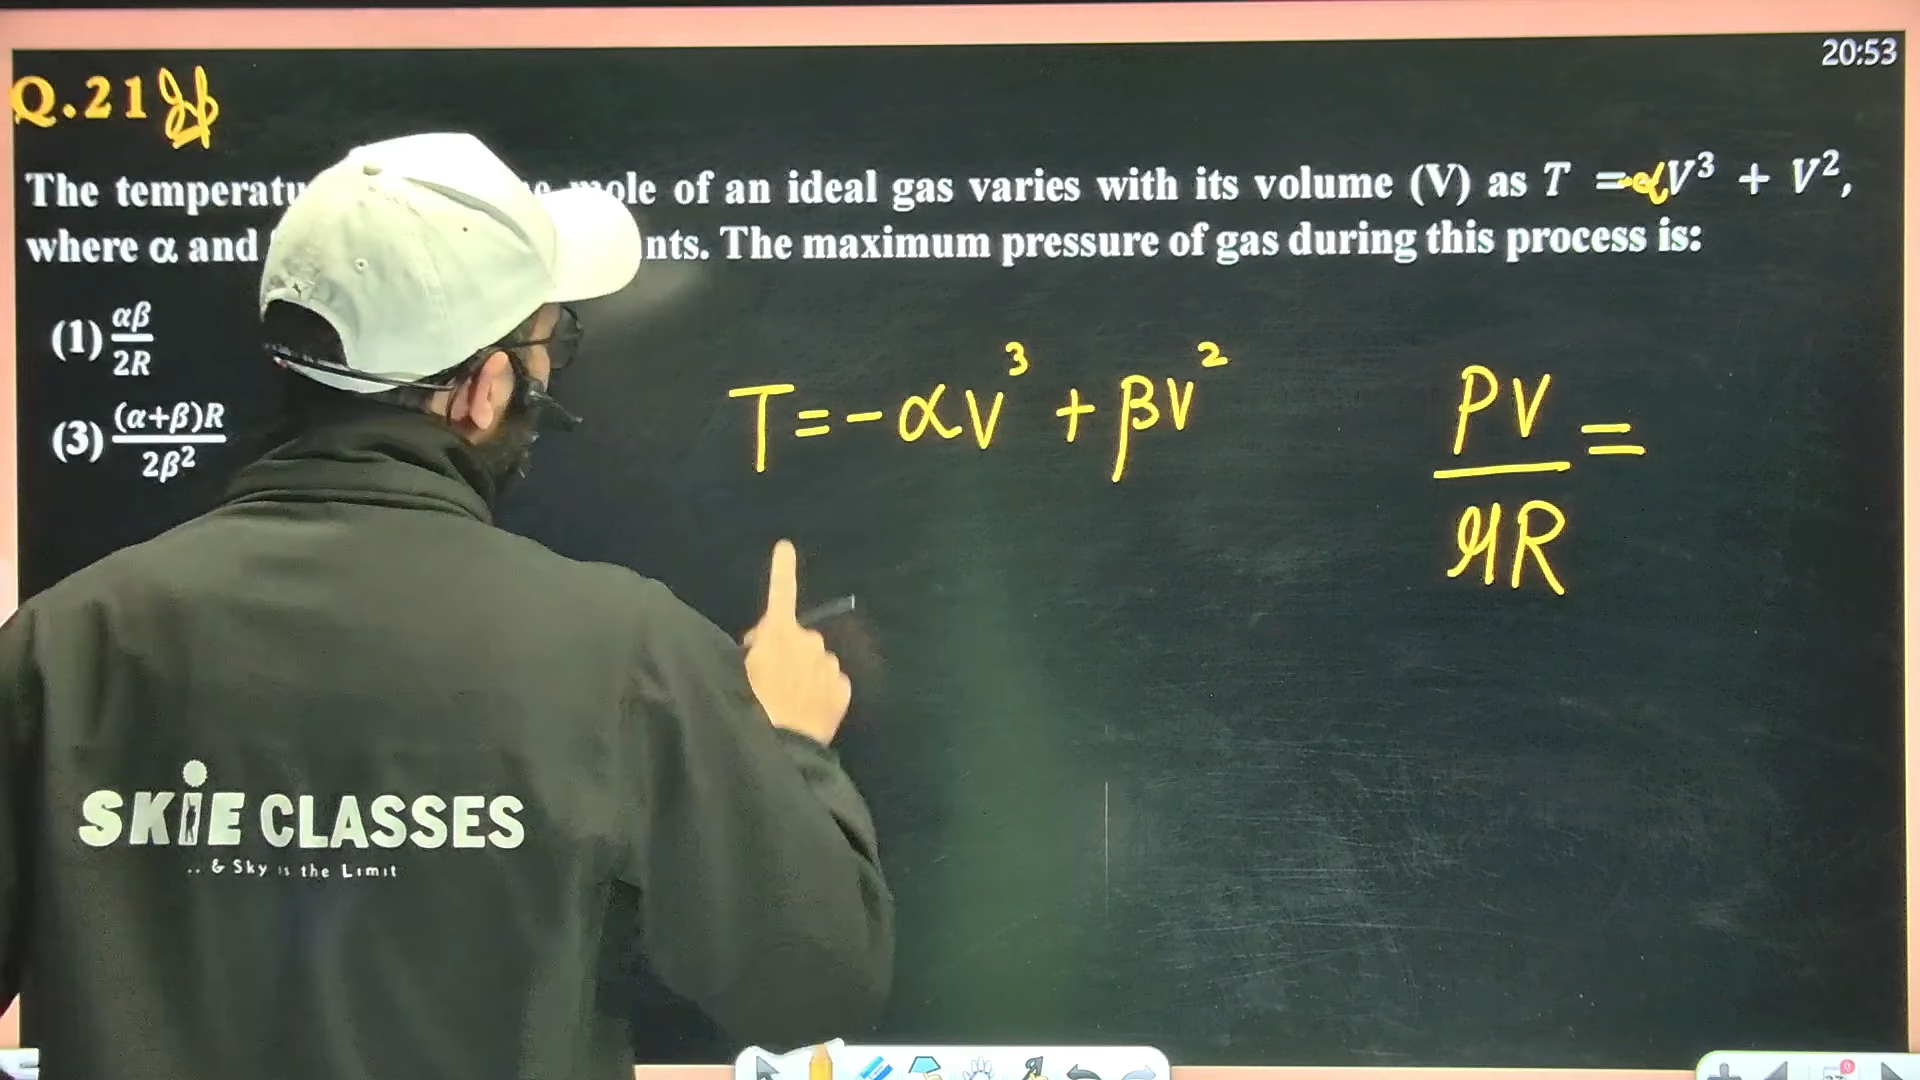 20:53
Q.21
The temperatu mole of an ideal gas varies with its volume (V) as T = -αV³ + V²,
where α and nts. The maximum pressure of gas during this process is:
(1) αβ/2R
(3) (α+β)R/2β²
T = -αV³ + βV²
PV/nR =
SKiE CLASSES
.. & Sky is the Limit